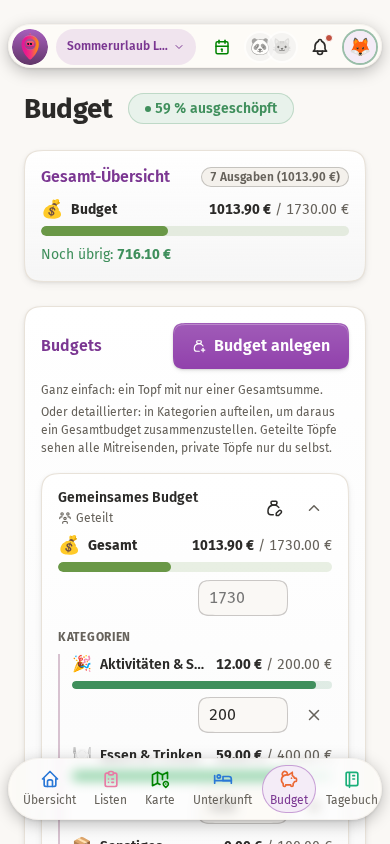 Sommerurlaub L...
Budget
59 % ausgeschöpft
Gesamt-Übersicht
7 Ausgaben (1013.90 €)
Budget
1013.90 € / 1730.00 €
Noch übrig: 716.10 €
Budgets
Budget anlegen
Ganz einfach: ein Topf mit nur einer Gesamtsumme.
Oder detaillierter: in Kategorien aufteilen, um daraus
ein Gesamtbudget zusammenzustellen. Geteilte Töpfe
sehen alle Mitreisenden, private Töpfe nur du selbst.
Gemeinsames Budget
Geteilt
Gesamt
1013.90 € / 1730.00 €
1730
KATEGORIEN
Aktivitäten & S...
12.00 € / 200.00 €
200
Essen & Trinken
59.00 € / 400.00 €
Übersicht
Listen
Karte
Unterkunft
Budget
Tagebuch
Sonstiges
0.00 €